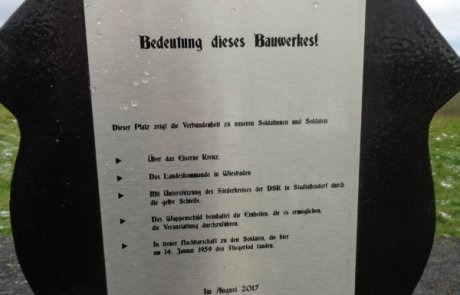 Bedeutung dieses Bauwerkes!
Dieser Platz zeigt die Verbundenheit zu unseren Soldatinnen und Soldaten:
Über das Eiserne Kreuz.
Das Landeskommando in Wiesbaden
Mit Unterstützung des Förderkreises der DSK in Stadtallendorf durch
die gelbe Schleife.
Das Wappenschild beinhaltet die Einheiten, die es ermöglichen,
die Veranstaltung durchzuführen.
In treuer Nachbarschaft zu den Soldaten, die hier
am 14. Januar 1959 den Fliegertod fanden.
Im August 2017